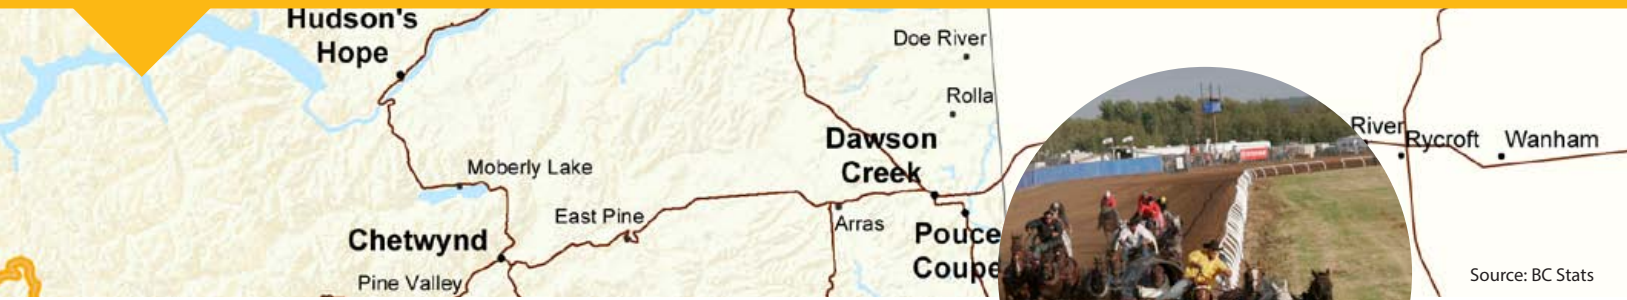 Hudson's
Hope
Doe River
Rolla
Dawson
Creek
River
Rycroft
Wanham
Moberly Lake
East Pine
Arras
Chetwynd
Pouce
Coupe
Pine Valley
Source: BC Stats